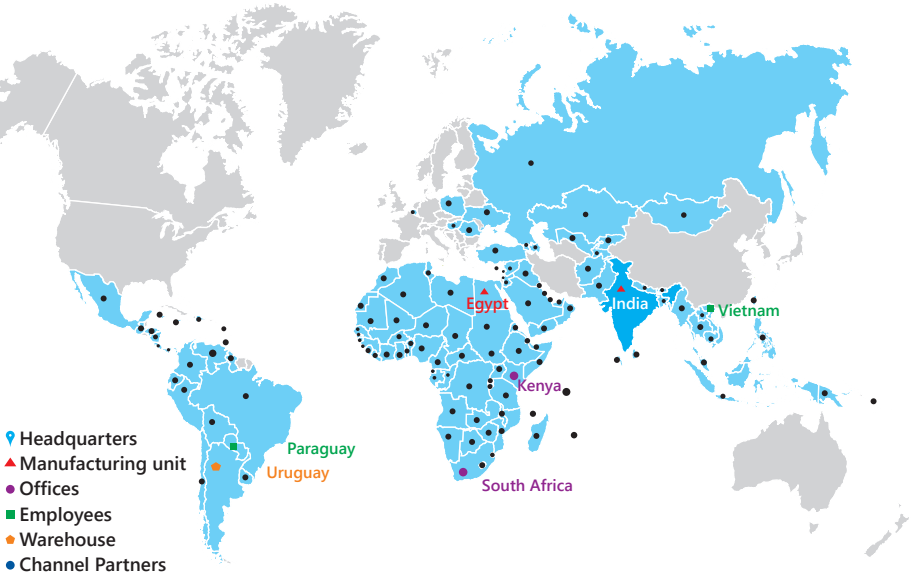 Egypt
India
Vietnam
Kenya
Paraguay
Uruguay
South Africa
Headquarters
Manufacturing unit
Offices
Employees
Warehouse
Channel Partners